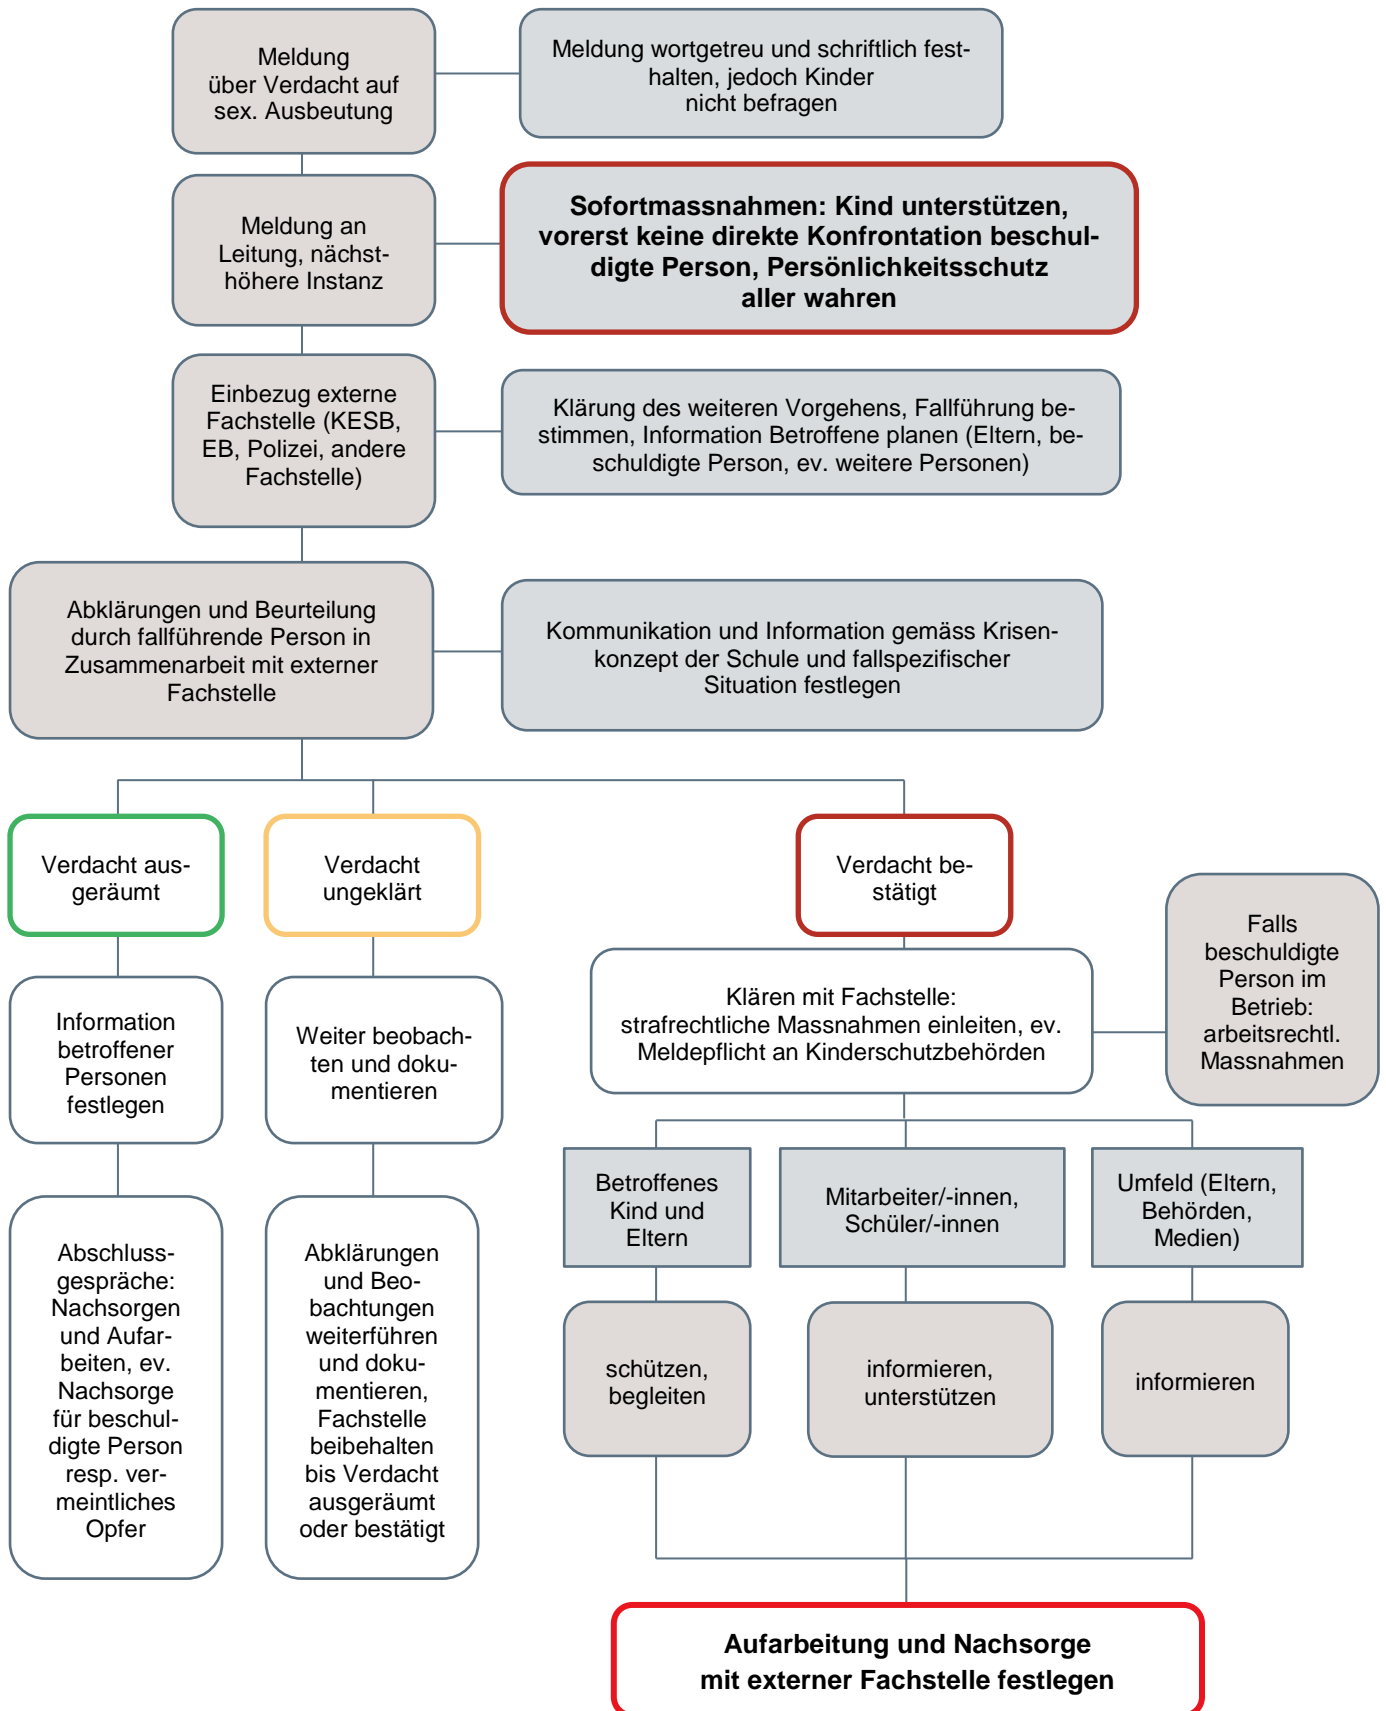 Meldung
über Verdacht auf
sex. Ausbeutung
Meldung wortgetreu und schriftlich fest-
halten, jedoch Kinder
nicht befragen
Meldung an
Leitung, nächst-
höhere Instanz
Sofortmassnahmen: Kind unterstützen,
vorerst keine direkte Konfrontation beschul-
digte Person, Persönlichkeitsschutz
aller wahren
Einbezug externe
Fachstelle (KESB,
EB, Polizei, andere
Fachstelle)
Klärung des weiteren Vorgehens, Fallführung be-
stimmen, Information Betroffene planen (Eltern, be-
schuldigte Person, ev. weitere Personen)
Abklärungen und Beurteilung
durch fallführende Person in
Zusammenarbeit mit externer
Fachstelle
Kommunikation und Information gemäss Krisen-
konzept der Schule und fallspezifischer
Situation festlegen
Verdacht aus-
geräumt
Verdacht
ungeklärt
Verdacht be-
stätigt
Falls
beschuldigte
Person im
Betrieb:
arbeitsrechtl.
Massnahmen
Information
betroffener
Personen
festlegen
Weiter beobach-
ten und doku-
mentieren
Klären mit Fachstelle:
strafrechtliche Massnahmen einleiten, ev.
Meldepflicht an Kinderschutzbehörden
Betroffenes
Kind und
Eltern
Mitarbeiter/-innen,
Schüler/-innen
Umfeld (Eltern,
Behörden,
Medien)
Abschluss-
gespräche:
Nachsorgen
und Aufar-
beiten, ev.
Nachsorge
für beschul-
digte Person
resp. ver-
meintliches
Opfer
Abklärungen
und Beo-
bachtungen
weiterführen
und doku-
mentieren,
Fachstelle
beibehalten
bis Verdacht
ausgeräumt
oder bestätigt
schützen,
begleiten
informieren,
unterstützen
informieren
Aufarbeitung und Nachsorge
mit externer Fachstelle festlegen